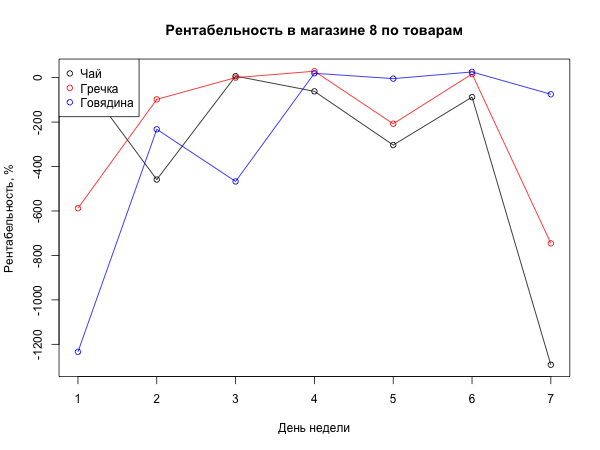 Рентабельность в магазине 8 по товарам
Чай
Гречка
Говядина
Рентабельность, %
0
-200
-400
-600
-800
-1000
-1200
1 2 3 4 5 6 7
День недели